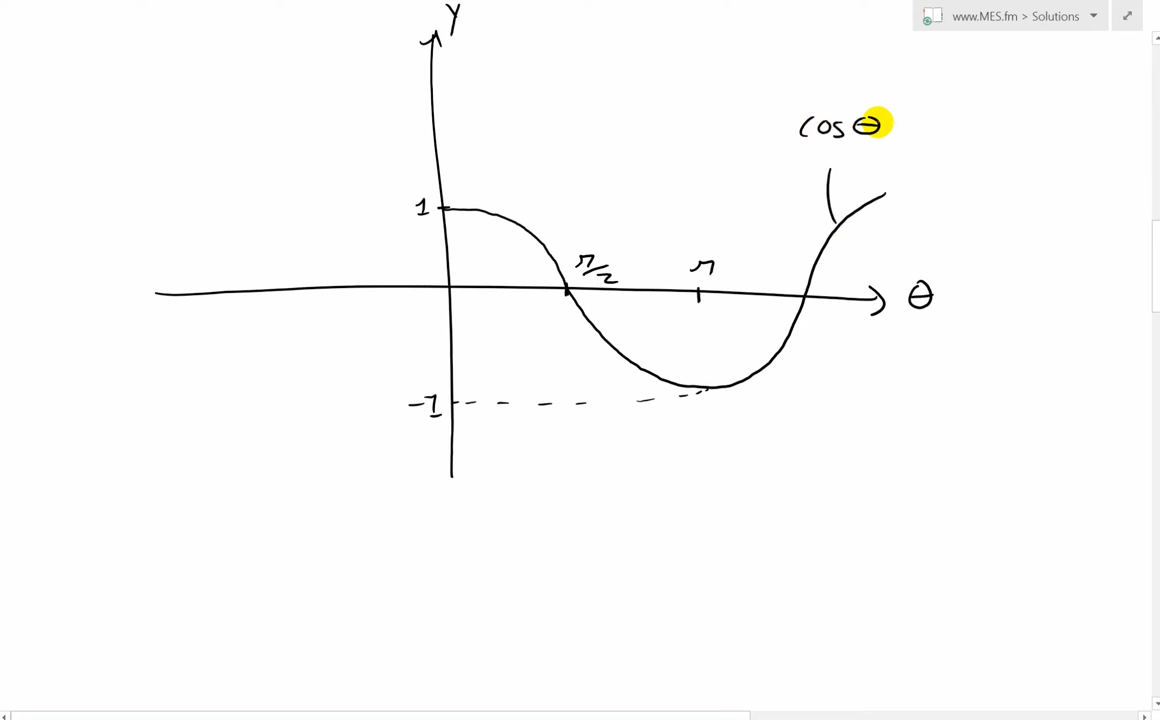 y
www.MES.fm > Solutions
cos θ
1
π/2
π
θ
-1